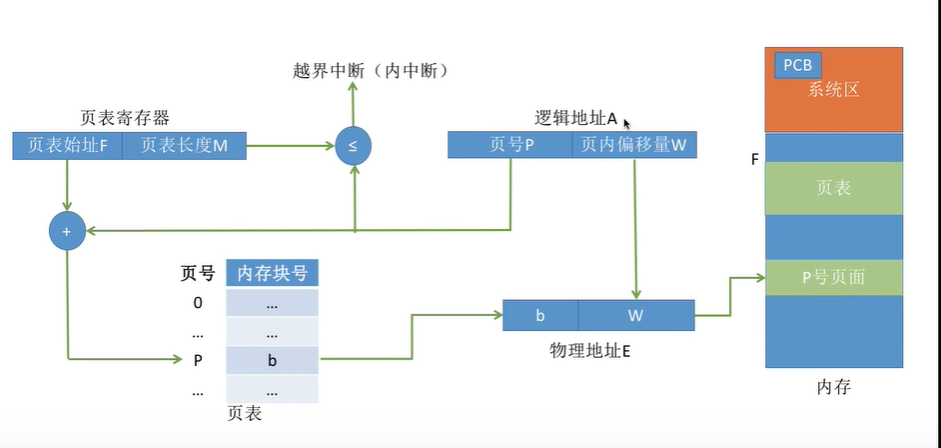 越界中断（内中断）
页表寄存器
页表始址F 页表长度M
≤
逻辑地址A
页号P 页内偏移量W
+
页号 内存块号
0 ...
... ...
P b
... ...
页表
b W
物理地址E
PCB
系统区
F
页表
P号页面
内存